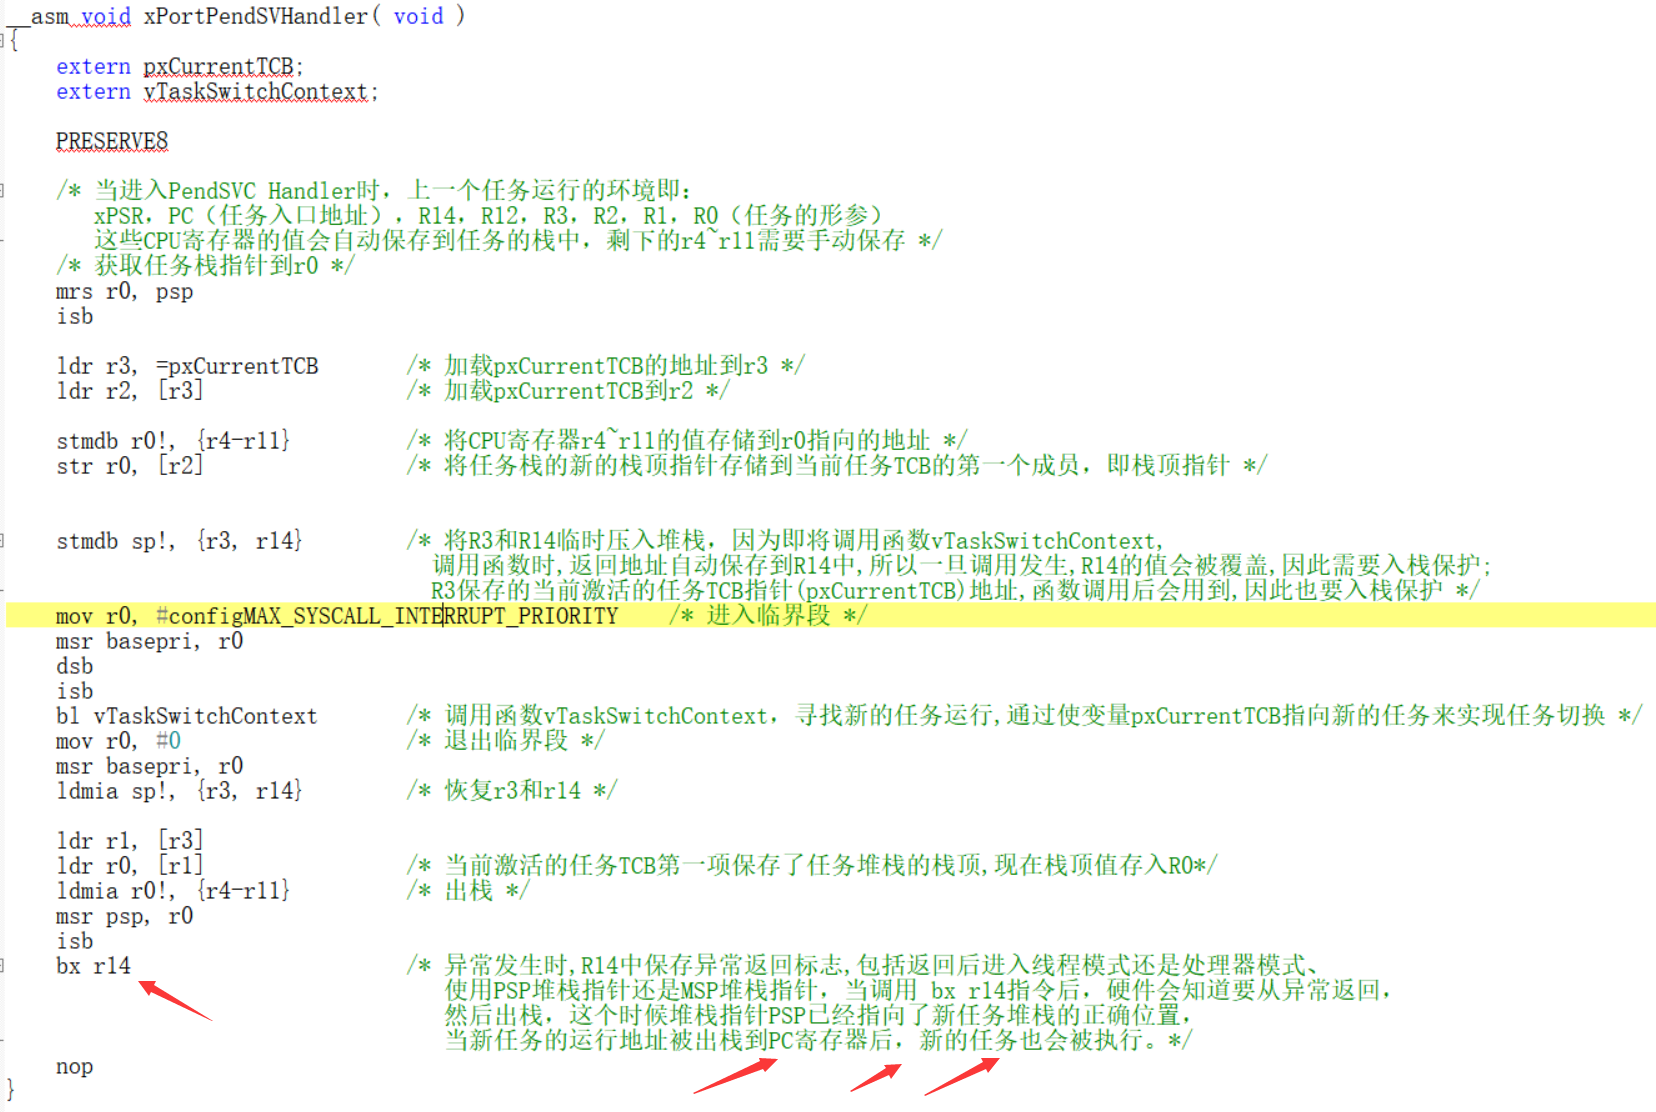 __asm void xPortPendSVHandler( void )
{
extern pxCurrentTCB;
extern vTaskSwitchContext;
PRESERVE8
/* 当进入PendSVC Handler时，上一个任务运行的环境即：
xPSR，PC（任务入口地址），R14，R12，R3，R2，R1，R0（任务的形参）
这些CPU寄存器的值会自动保存到任务的栈中，剩下的r4~r11需要手动保存 */
/* 获取任务栈指针到r0 */
mrs r0, psp
isb
ldr r3, =pxCurrentTCB /* 加载pxCurrentTCB的地址到r3 */
ldr r2, [r3] /* 加载pxCurrentTCB到r2 */
stmdb r0!, {r4-r11} /* 将CPU寄存器r4~r11的值存储到r0指向的地址 */
str r0, [r2] /* 将任务栈的新的栈顶指针存储到当前任务TCB的第一个成员，即栈顶指针 */
stmdb sp!, {r3, r14} /* 将R3和R14临时压入堆栈，因为即将调用函数vTaskSwitchContext,
调用函数时,返回地址自动保存到R14中,所以一旦调用发生,R14的值会被覆盖,因此需要入栈保护;
R3保存的当前激活的任务TCB指针(pxCurrentTCB)地址,函数调用后会用到,因此也要入栈保护 */
mov r0, #configMAX_SYSCALL_INTERRUPT_PRIORITY /* 进入临界段 */
msr basepri, r0
dsb
isb
bl vTaskSwitchContext /* 调用函数vTaskSwitchContext，寻找新的任务运行,通过使变量pxCurrentTCB指向新的任务来实现任务切换 */
mov r0, #0 /* 退出临界段 */
msr basepri, r0
ldmia sp!, {r3, r14} /* 恢复r3和r14 */
ldr r1, [r3]
ldr r0, [r1] /* 当前激活的任务TCB第一项保存了任务堆栈的栈顶,现在栈顶值存入R0*/
ldmia r0!, {r4-r11} /* 出栈 */
msr psp, r0
isb
bx r14 /* 异常发生时,R14中保存异常返回标志,包括返回后进入线程模式还是处理器模式、
使用PSP堆栈指针还是MSP堆栈指针，当调用 bx r14指令后，硬件会知道要从异常返回，
然后出栈，这个时候堆栈指针PSP已经指向了新任务堆栈的正确位置，
当新任务的运行地址被出栈到PC寄存器后，新的任务也会被执行。*/
nop
}